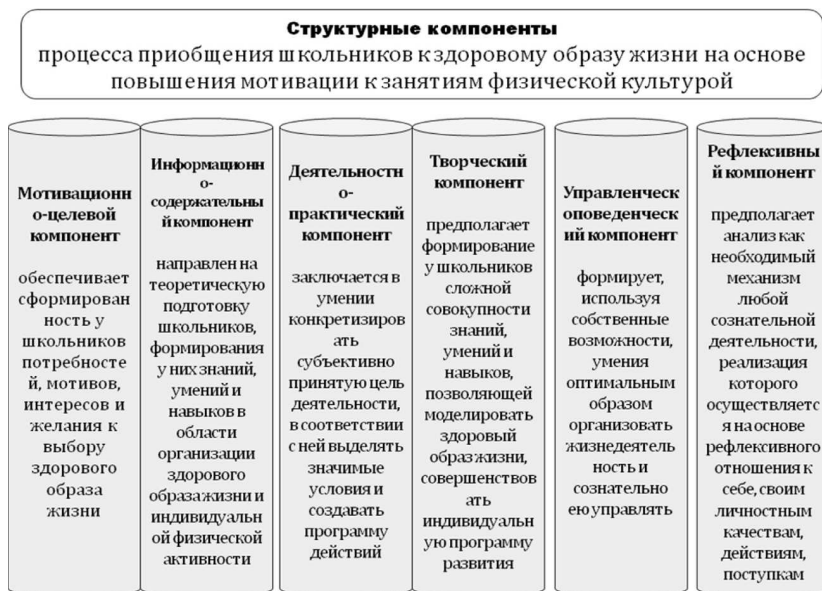 Структурные компоненты
процесса приобщения школьников к здоровому образу жизни на основе
повышения мотивации к занятиям физической культурой
Мотивационн
о-целевой
компонент
обеспечивает
сформирован
ность у
школьников
потребносте
й, мотивов,
интересов и
желания к
выбору
здорового
образа
жизни
Информационн
о-
содержательны
й компонент
направлен на
теоретическую
подготовку
школьников,
формирования
у них знаний,
умений и
навыков в
области
организации
здорового
образа жизни и
индивидуальн
ой физической
активности
Деятельностн
о-
практический
компонент
заключается в
умении
конкретизиров
ать
субъективно
принятую цель
деятельности,
в соответствии
с ней выделять
значимые
условия и
создавать
программу
действий
Творческий
компонент
предполагает
формирование
у школьников
сложной
совокупности
знаний,
умений и
навыков,
позволяющей
моделировать
здоровый
образ жизни,
совершенствов
ать
индивидуальн
ую программу
развития
Управленческ
оповеденчес
кий компонент
формирует,
используя
собственные
возможности,
умения
оптимальным
образом
организовать
жизнедеятель
ность и
сознательно
ею управлять
Рефлексивны
й компонент
предполагает
анализ как
необходимый
механизм
любой
сознательной
деятельности,
реализация
которого
осуществляетс
я на основе
рефлексивного
отношения к
себе, своим
личностным
качествам,
действиям,
поступкам